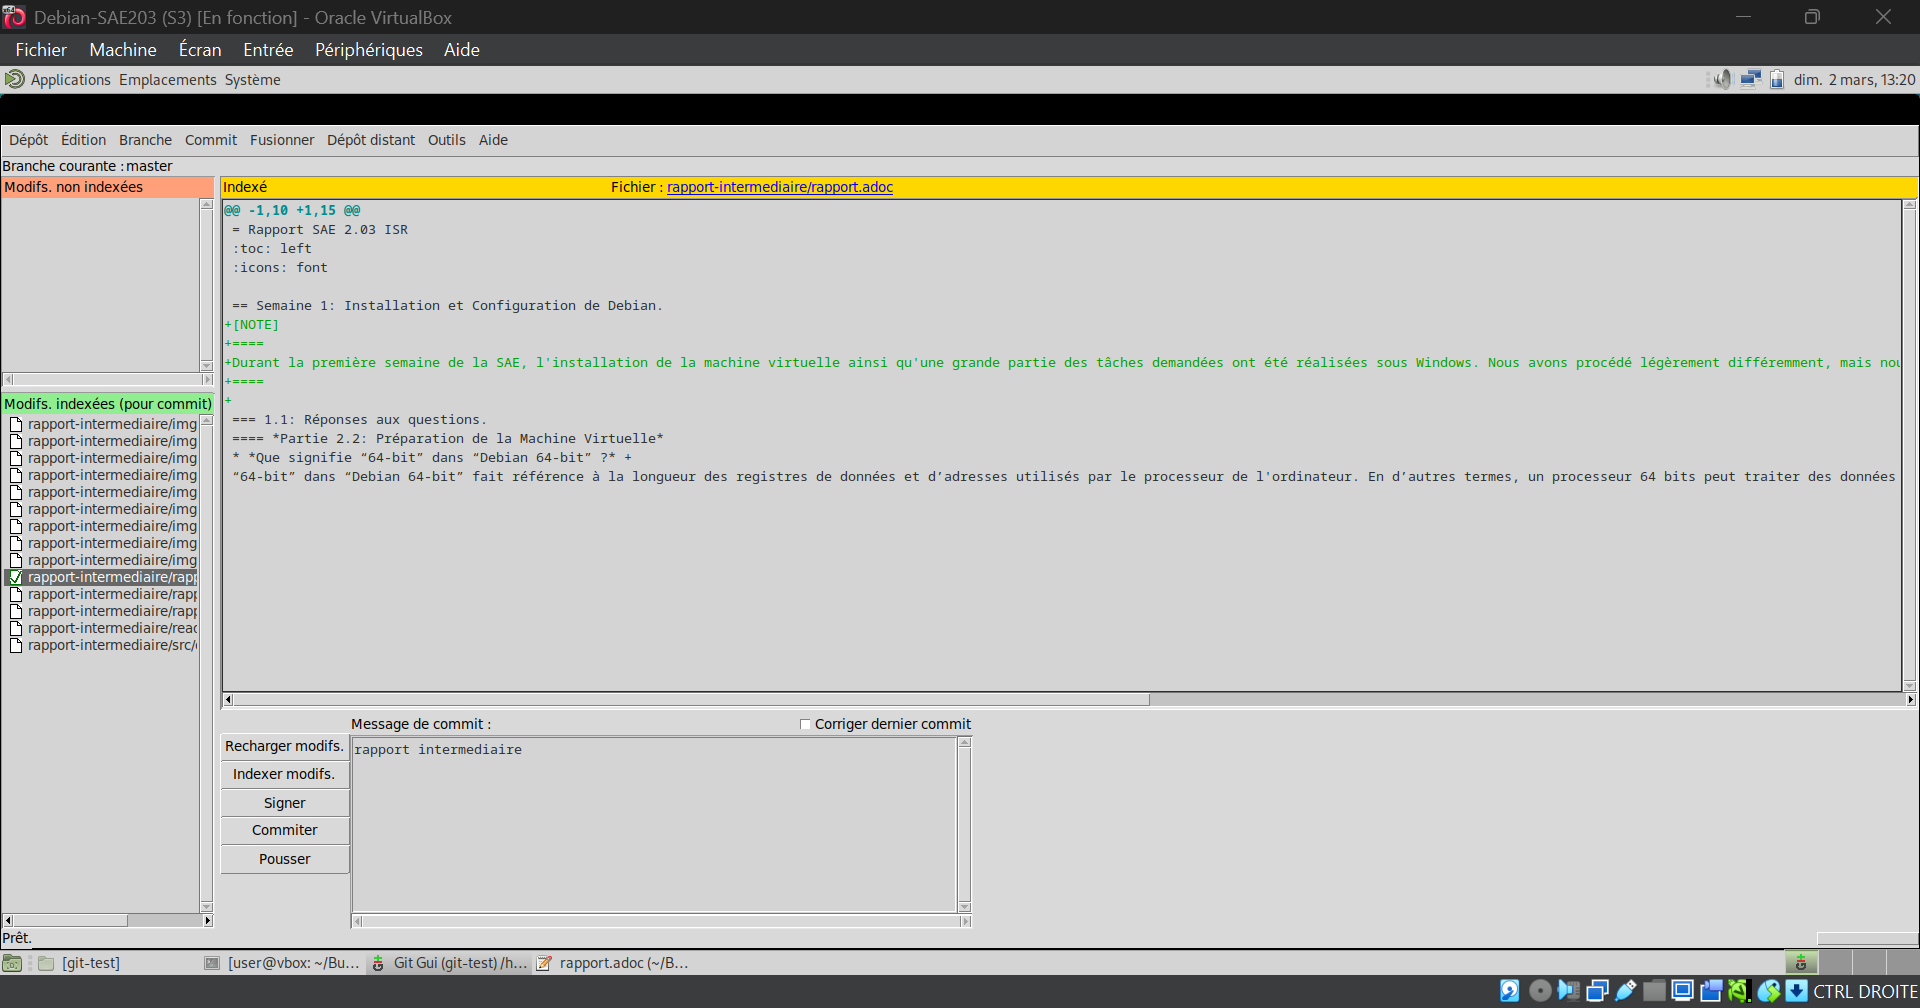 Debian-SAE203 (S3) [En fonction] - Oracle VirtualBox
Fichier Machine Écran Entrée Périphériques Aide
Applications Emplacements Système
dim. 2 mars, 13:20
Dépôt Édition Branche Commit Fusionner Dépôt distant Outils Aide
Branche courante : master
Modifs. non indexées
Indexé
Fichier : rapport-intermediaire/rapport.adoc
@@ -1,10 +1,15 @@
= Rapport SAE 2.03 ISR
:toc: left
:icons: font
== Semaine 1: Installation et Configuration de Debian.
+[NOTE]
+====
+Durant la première semaine de la SAE, l'installation de la machine virtuelle ainsi qu'une grande partie des tâches demandées ont été réalisées sous Windows. Nous avons procédé légèrement différemment, mais nou
+====
+
=== 1.1: Réponses aux questions.
==== *Partie 2.2: Préparation de la Machine Virtuelle*
* *Que signifie “64-bit” dans “Debian 64-bit” ?* +
“64-bit” dans “Debian 64-bit” fait référence à la longueur des registres de données et d’adresses utilisés par le processeur de l'ordinateur. En d’autres termes, un processeur 64 bits peut traiter des données
Modifs. indexées (pour commit)
rapport-intermediaire/img
rapport-intermediaire/img
rapport-intermediaire/img
rapport-intermediaire/img
rapport-intermediaire/img
rapport-intermediaire/img
rapport-intermediaire/img
rapport-intermediaire/img
rapport-intermediaire/img
rapport-intermediaire/rapp
rapport-intermediaire/rapp
rapport-intermediaire/rapp
rapport-intermediaire/read
rapport-intermediaire/src/
Message de commit :
Corriger dernier commit
Recharger modifs.
Indexer modifs.
Signer
Commiter
Pousser
rapport intermediaire
Prêt.
[git-test]
[user@vbox: ~/Bu...
Git Gui (git-test) /h...
rapport.adoc (~/B...
CTRL DROITE